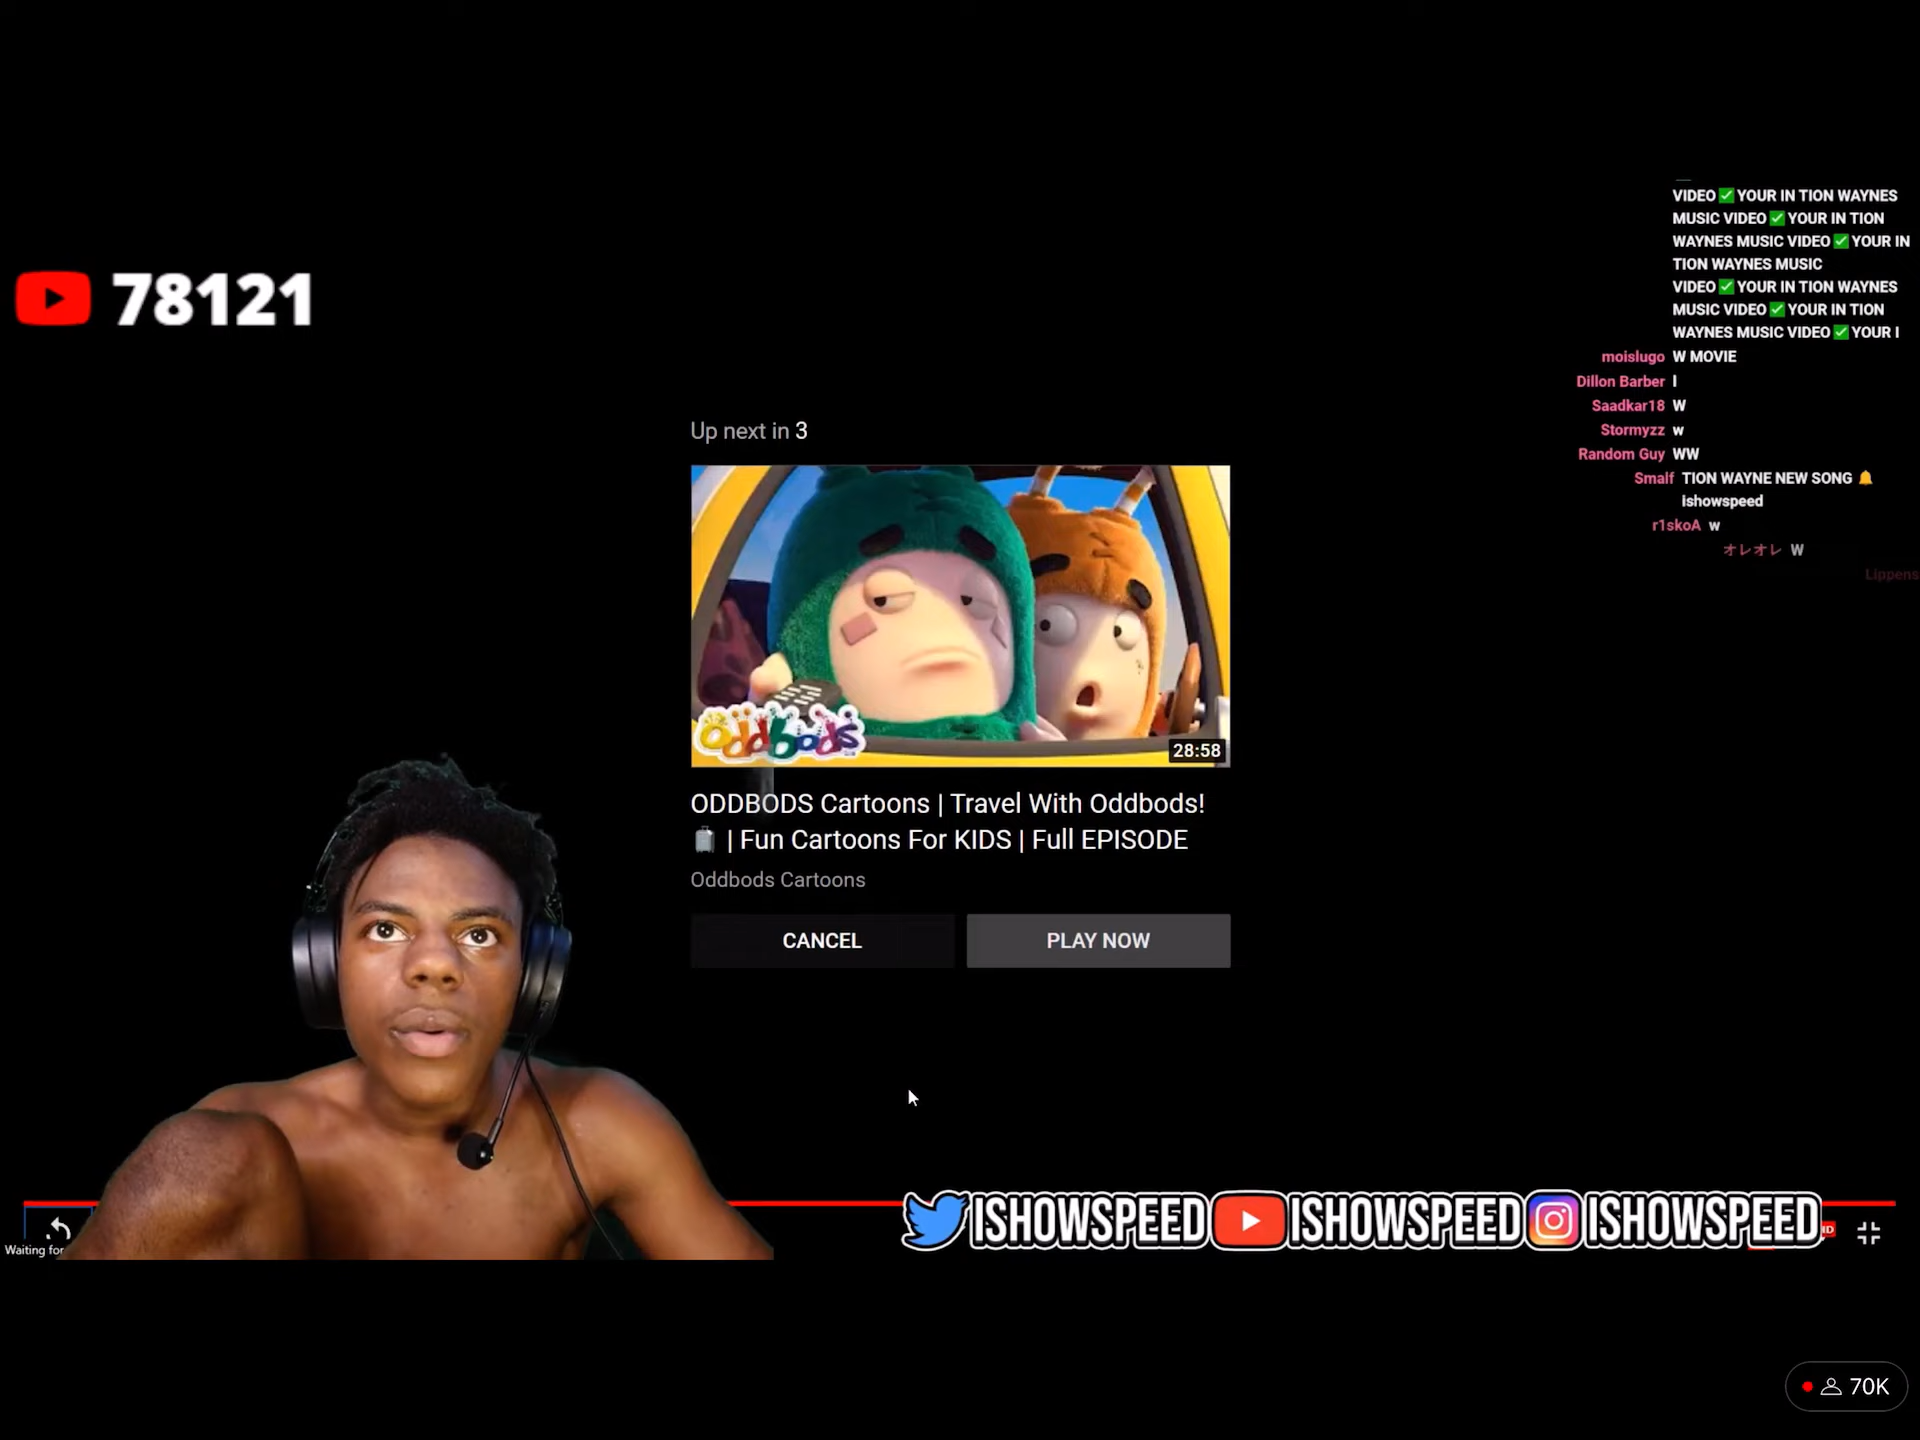 VIDEO ✅ YOUR IN TION WAYNES
MUSIC VIDEO ✅ YOUR IN TION
WAYNES MUSIC VIDEO ✅ YOUR IN
TION WAYNES MUSIC
VIDEO ✅ YOUR IN TION WAYNES
MUSIC VIDEO ✅ YOUR IN TION
WAYNES MUSIC VIDEO ✅ YOUR I
moislugo W MOVIE
Dillon Barber I
Saadkar18 W
Stormyzz w
Random Guy WW
Smalf TION WAYNE NEW SONG 🔔
ishowspeed
r1skoA w
オレオレ W
Lippens
78121
Up next in 3
Oddbods
28:58
ODDBODS Cartoons | Travel With Oddbods!
🧳 | Fun Cartoons For KIDS | Full EPISODE
Oddbods Cartoons
CANCEL
PLAY NOW
ISHOWSPEED ISHOWSPEED ISHOWSPEED
HD
Waiting for
70K